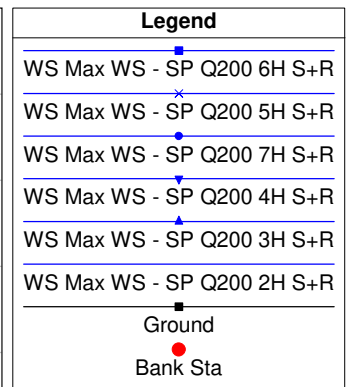 Legend
WS Max WS - SP Q200 6H S+R
WS Max WS - SP Q200 5H S+R
WS Max WS - SP Q200 7H S+R
WS Max WS - SP Q200 4H S+R
WS Max WS - SP Q200 3H S+R
WS Max WS - SP Q200 2H S+R
Ground
Bank Sta